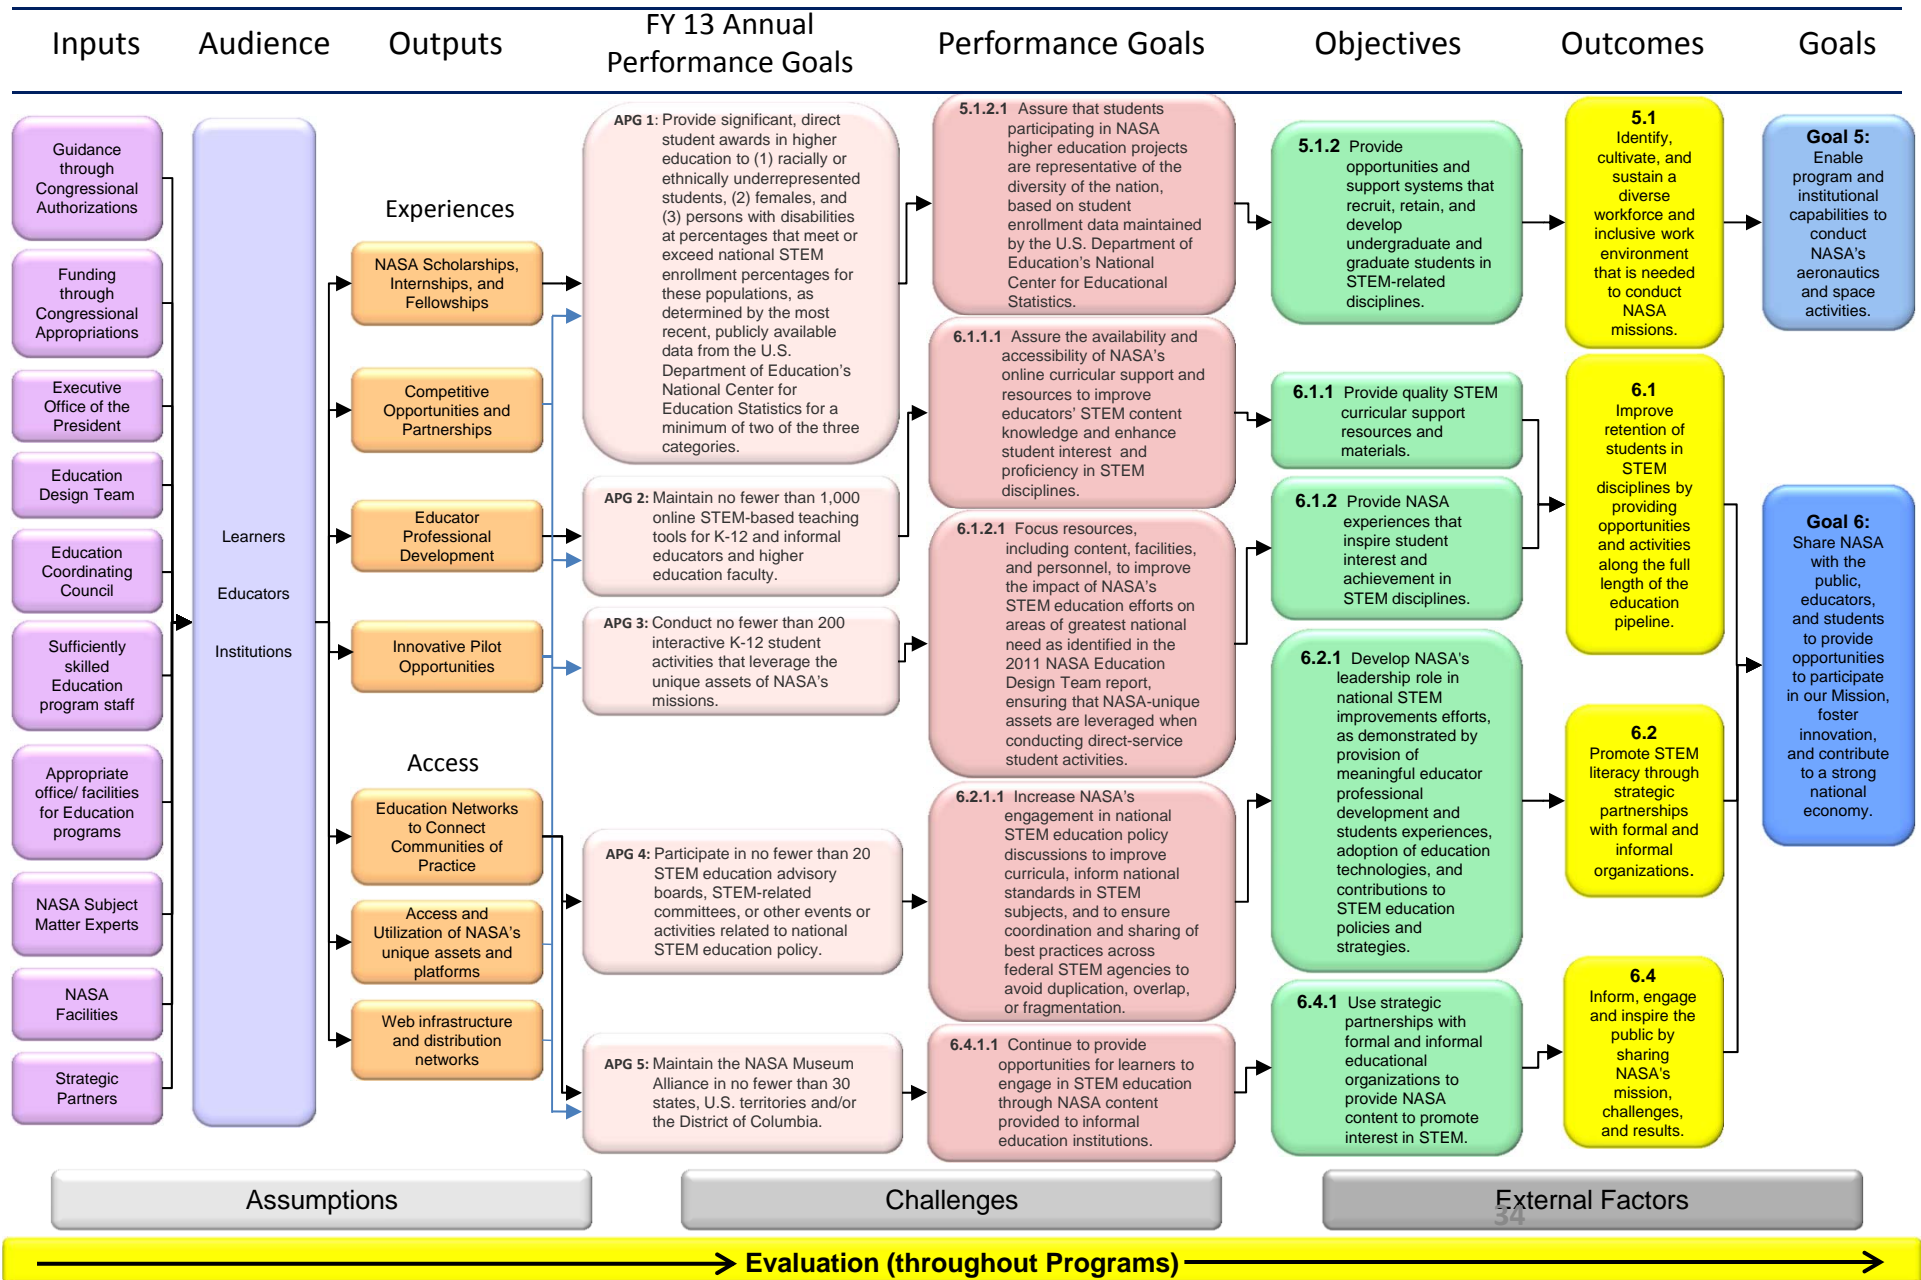 Inputs
Audience
Outputs
FY 13 Annual
Performance Goals
Performance Goals
Objectives
Outcomes
Goals
Guidance
through
Congressional
Authorizations
Funding
through
Congressional
Appropriations
Executive
Office of the
President
Education
Design Team
Education
Coordinating
Council
Sufficiently
skilled
Education
program staff
Appropriate
office/ facilities
for Education
programs
NASA Subject
Matter Experts
NASA
Facilities
Strategic
Partners
Learners
Educators
Institutions
Experiences
NASA Scholarships,
Internships, and
Fellowships
Competitive
Opportunities and
Partnerships
Educator
Professional
Development
Innovative Pilot
Opportunities
Access
Education Networks
to Connect
Communities of
Practice
Access and
Utilization of NASA's
unique assets and
platforms
Web infrastructure
and distribution
networks
APG 1: Provide significant, direct
student awards in higher
education to (1) racially or
ethnically underrepresented
students, (2) females, and
(3) persons with disabilities
at percentages that meet or
exceed national STEM
enrollment percentages for
these populations, as
determined by the most
recent, publicly available
data from the U.S.
Department of Education's
National Center for
Education Statistics for a
minimum of two of the three
categories.
APG 2: Maintain no fewer than 1,000
online STEM-based teaching
tools for K-12 and informal
educators and higher
education faculty.
APG 3: Conduct no fewer than 200
interactive K-12 student
activities that leverage the
unique assets of NASA's
missions.
APG 4: Participate in no fewer than 20
STEM education advisory
boards, STEM-related
committees, or other events or
activities related to national
STEM education policy.
APG 5: Maintain the NASA Museum
Alliance in no fewer than 30
states, U.S. territories and/or
the District of Columbia.
5.1.2.1 Assure that students
participating in NASA
higher education projects
are representative of the
diversity of the nation,
based on student
enrollment data maintained
by the U.S. Department of
Education's National
Center for Educational
Statistics.
6.1.1.1 Assure the availability and
accessibility of NASA's
online curricular support and
resources to improve
educators' STEM content
knowledge and enhance
student interest and
proficiency in STEM
disciplines.
6.1.2.1 Focus resources,
including content, facilities,
and personnel, to improve
the impact of NASA's
STEM education efforts on
areas of greatest national
need as identified in the
2011 NASA Education
Design Team report,
ensuring that NASA-unique
assets are leveraged when
conducting direct-service
student activities.
6.2.1.1 Increase NASA's
engagement in national
STEM education policy
discussions to improve
curricula, inform national
standards in STEM
subjects, and to ensure
coordination and sharing of
best practices across
federal STEM agencies to
avoid duplication, overlap,
or fragmentation.
6.4.1.1 Continue to provide
opportunities for learners to
engage in STEM education
through NASA content
provided to informal
education institutions.
5.1.2 Provide
opportunities and
support systems that
recruit, retain, and
develop
undergraduate and
graduate students in
STEM-related
disciplines.
6.1.1 Provide quality STEM
curricular support
resources and
materials.
6.1.2 Provide NASA
experiences that
inspire student
interest and
achievement in
STEM disciplines.
6.2.1 Develop NASA's
leadership role in
national STEM
improvements efforts,
as demonstrated by
provision of
meaningful educator
professional
development and
students experiences,
adoption of education
technologies, and
contributions to
STEM education
policies and
strategies.
6.4.1 Use strategic
partnerships with
formal and informal
educational
organizations to
provide NASA
content to promote
interest in STEM.
5.1
Identify,
cultivate, and
sustain a
diverse
workforce and
inclusive work
environment
that is needed
to conduct
NASA
missions.
6.1
Improve
retention of
students in
STEM
disciplines by
providing
opportunities
and activities
along the full
length of the
education
pipeline.
6.2
Promote STEM
literacy through
strategic
partnerships
with formal and
informal
organizations.
6.4
Inform, engage
and inspire the
public by
sharing
NASA's
mission,
challenges,
and results.
Goal 5:
Enable
program and
institutional
capabilities to
conduct
NASA's
aeronautics
and space
activities.
Goal 6:
Share NASA
with the
public,
educators,
and students
to provide
opportunities
to participate
in our Mission,
foster
innovation,
and contribute
to a strong
national
economy.
Assumptions
Challenges
External Factors
34
Evaluation (throughout Programs)